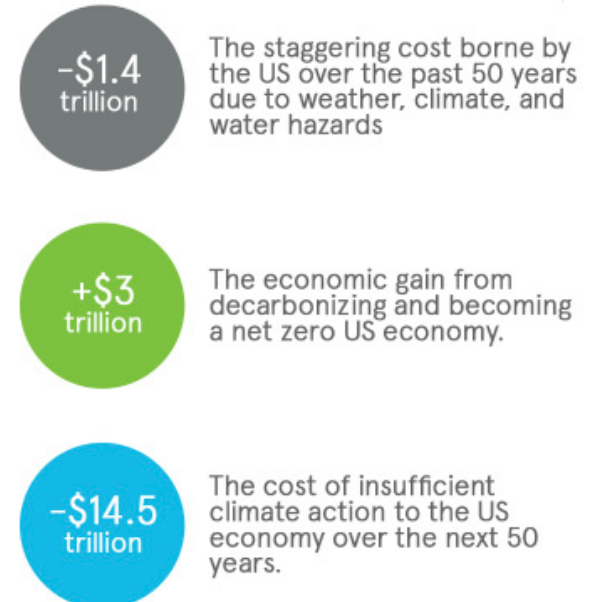 -$1.4
trillion
The staggering cost borne by
the US over the past 50 years
due to weather, climate, and
water hazards
+$3
trillion
The economic gain from
decarbonizing and becoming
a net zero US economy.
-$14.5
trillion
The cost of insufficient
climate action to the US
economy over the next 50
years.